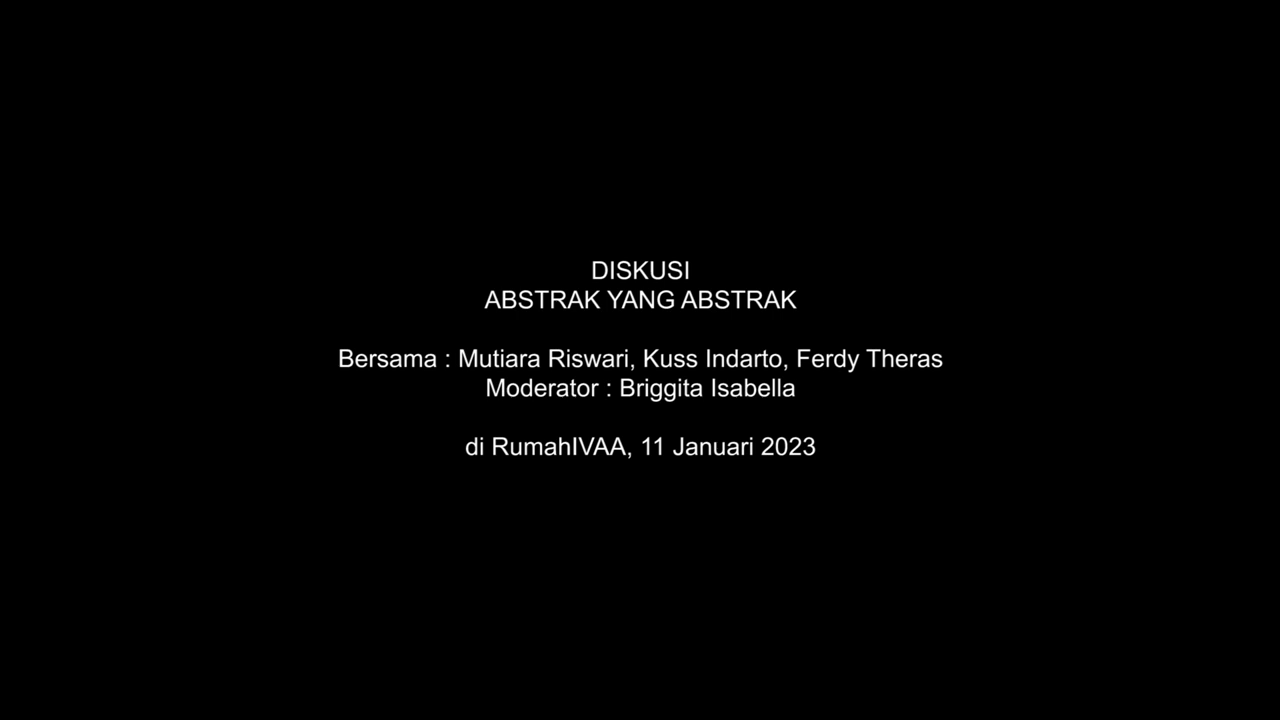 DISKUSI
ABSTRAK YANG ABSTRAK
Bersama : Mutiara Riswari, Kuss Indarto, Ferdy Theras
Moderator : Briggita Isabella
di RumahIVAA, 11 Januari 2023